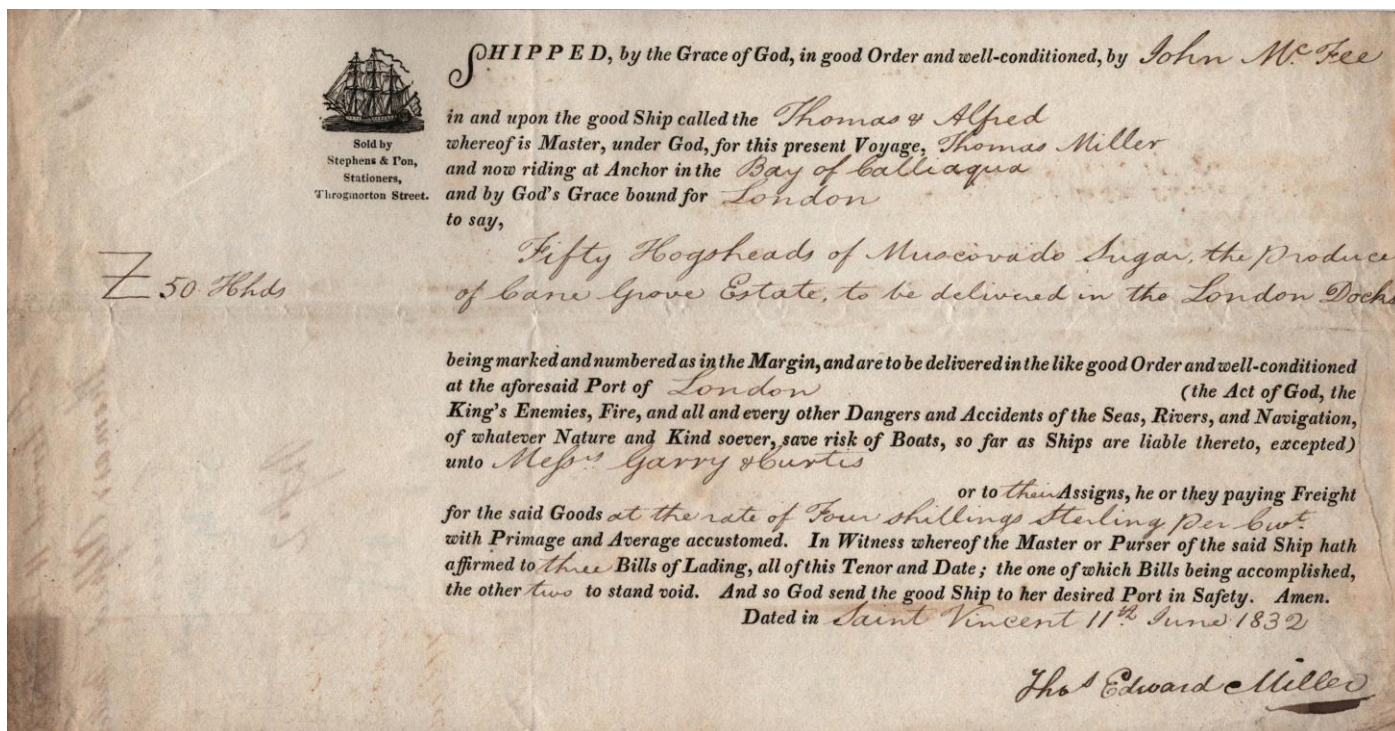 Sold by
Stephens & Pon,
Stationers,
Throgmorton Street.
SHIPPED, by the Grace of God, in good Order and well-conditioned, by John Mc. Fee
in and upon the good Ship called the Thomas & Alfred
whereof is Master, under God, for this present Voyage, Thomas Miller
and now riding at Anchor in the Bay of Calliaqua
and by God's Grace bound for London
to say,
Fifty Hogsheads of Muscovado Sugar, the Produce
50 Hhds
of Cane Grove Estate, to be delivered in the London Docks
being marked and numbered as in the Margin, and are to be delivered in the like good Order and well-conditioned
at the aforesaid Port of London (the Act of God, the
King's Enemies, Fire, and all and every other Dangers and Accidents of the Seas, Rivers, and Navigation,
of whatever Nature and Kind soever, save risk of Boats, so far as Ships are liable thereto, excepted)
unto Messrs Garry & Curtis
or to their Assigns, he or they paying Freight
for the said Goods at the rate of Four shillings Sterling Per Cwt.
with Primage and Average accustomed. In Witness whereof the Master or Purser of the said Ship hath
affirmed to three Bills of Lading, all of this Tenor and Date; the one of which Bills being accomplished,
the other two to stand void. And so God send the good Ship to her desired Port in Safety. Amen.
Dated in Saint Vincent 11th June 1832
Thos Edward Miller